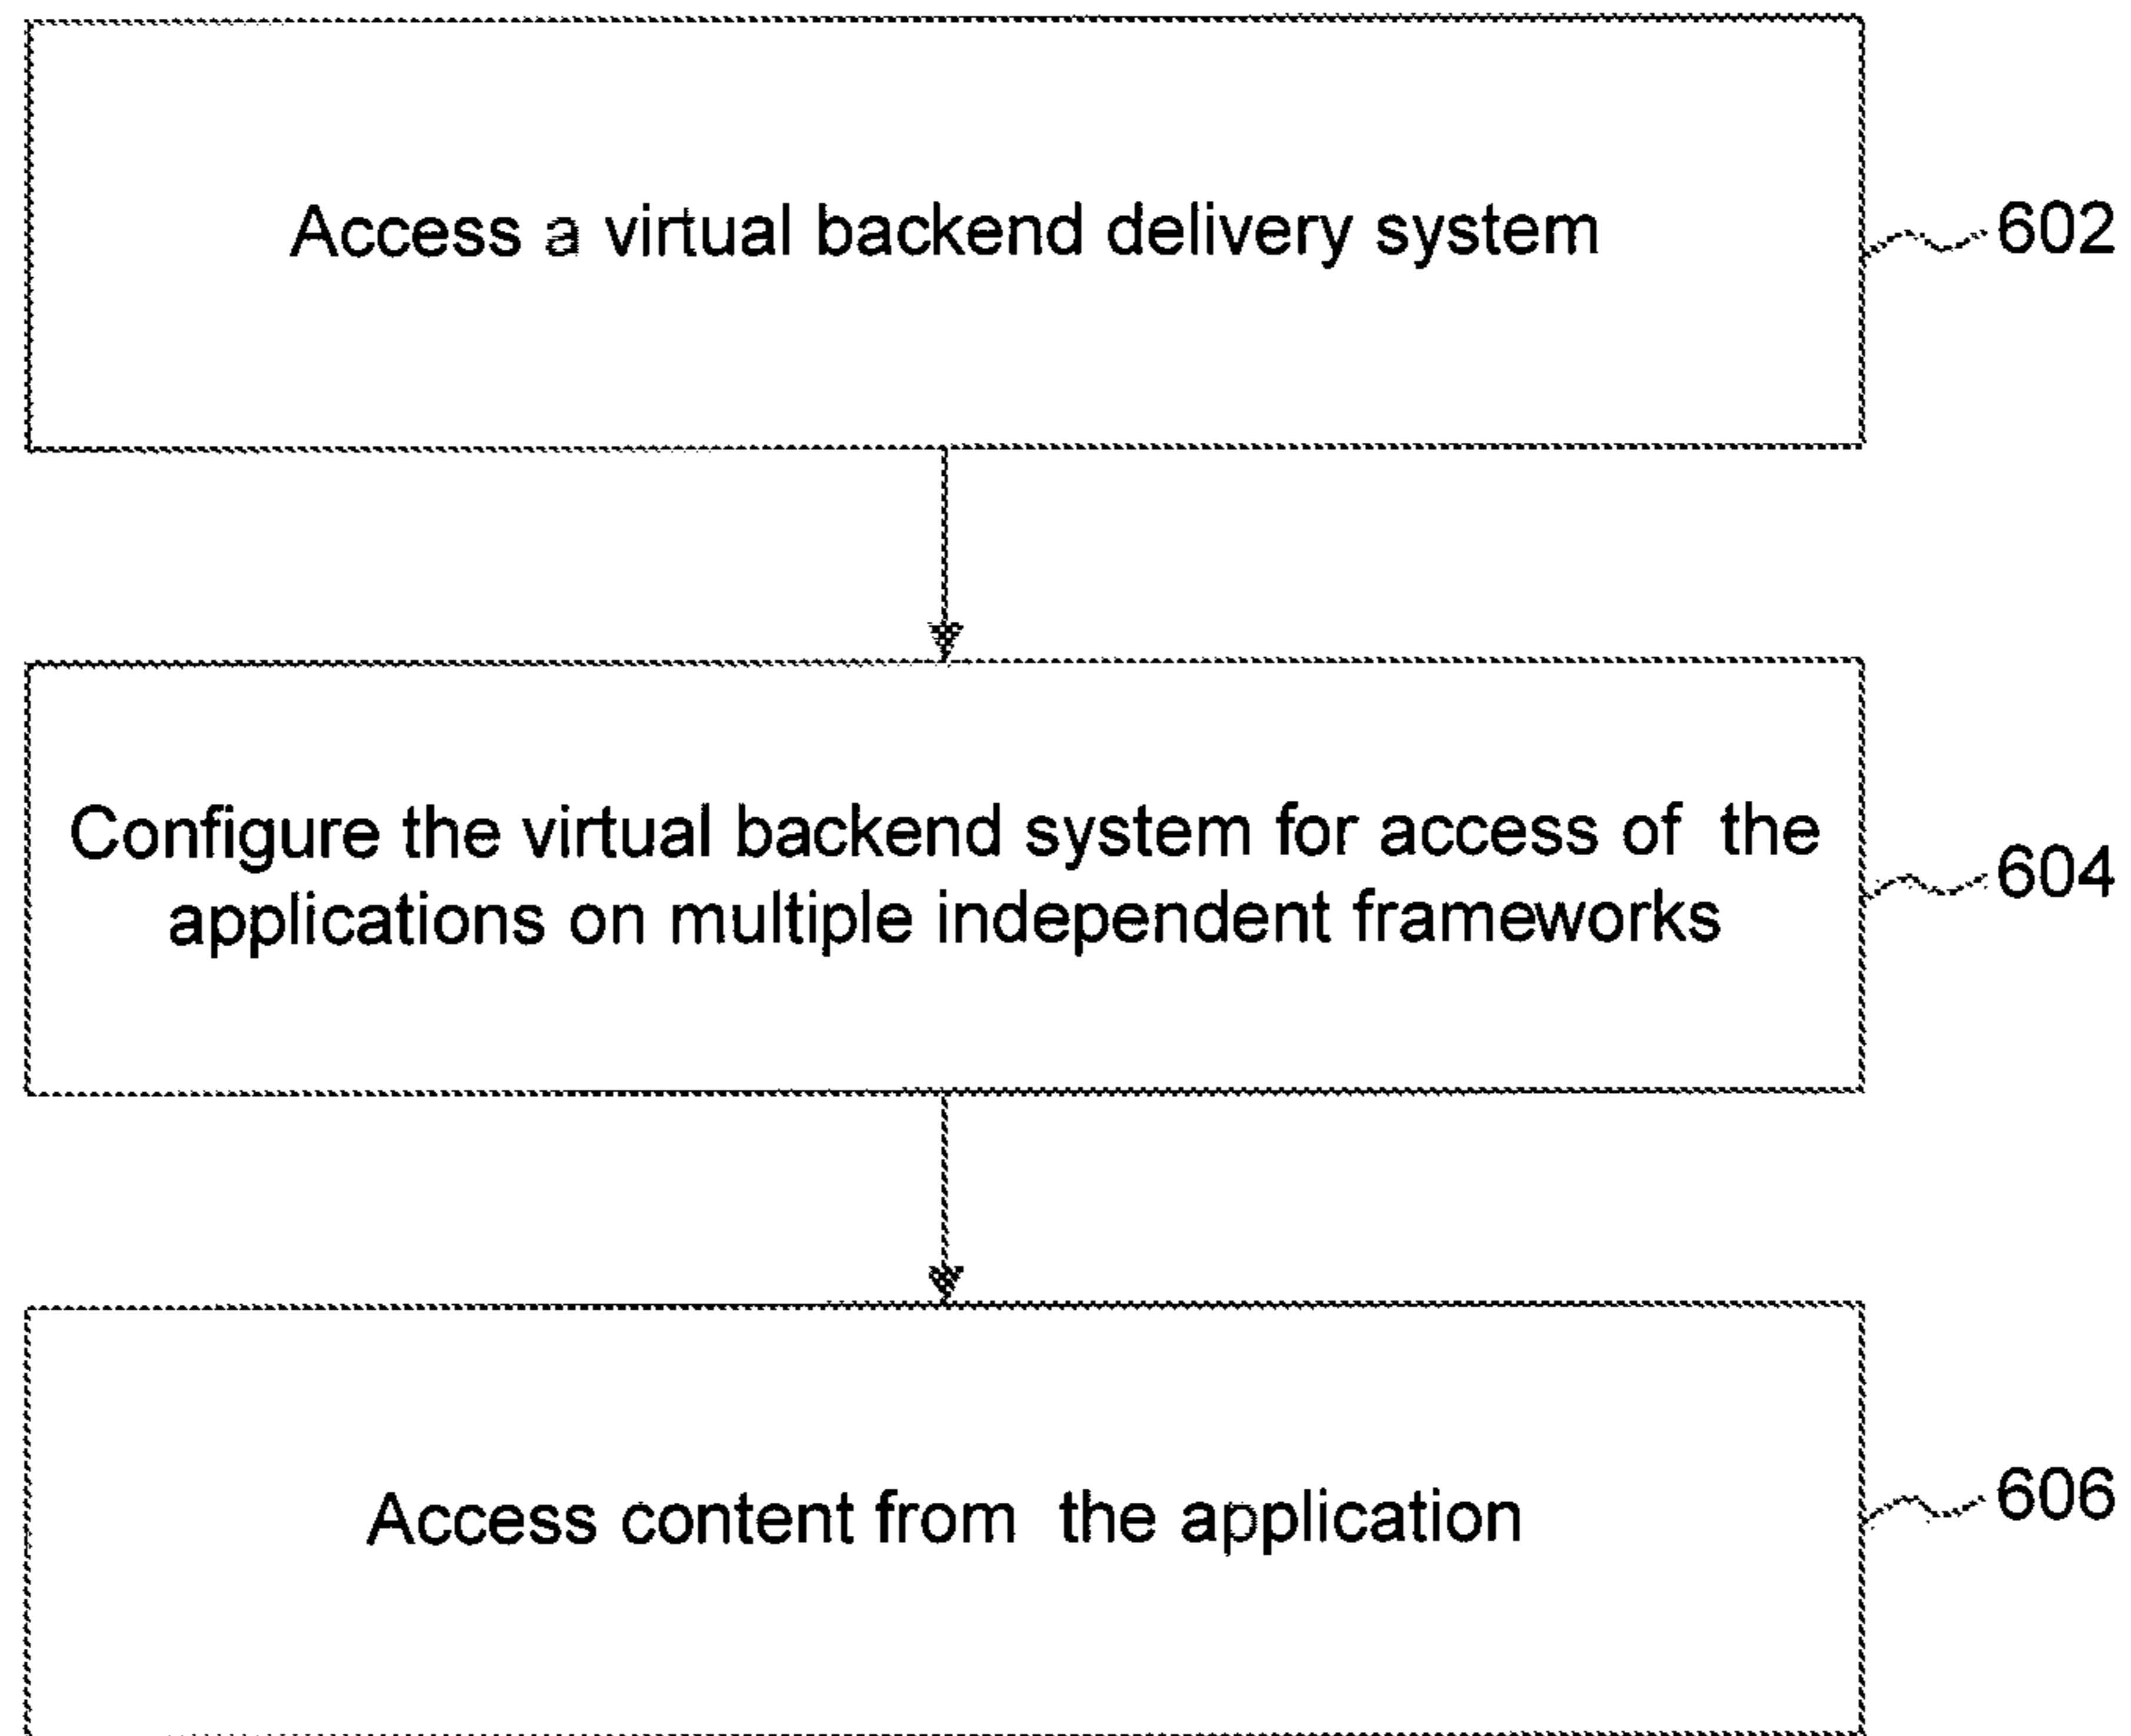 Access a virtual backend delivery system
602
Configure the virtual backend system for access of the
applications on multiple independent frameworks
604
Access content from the application
606